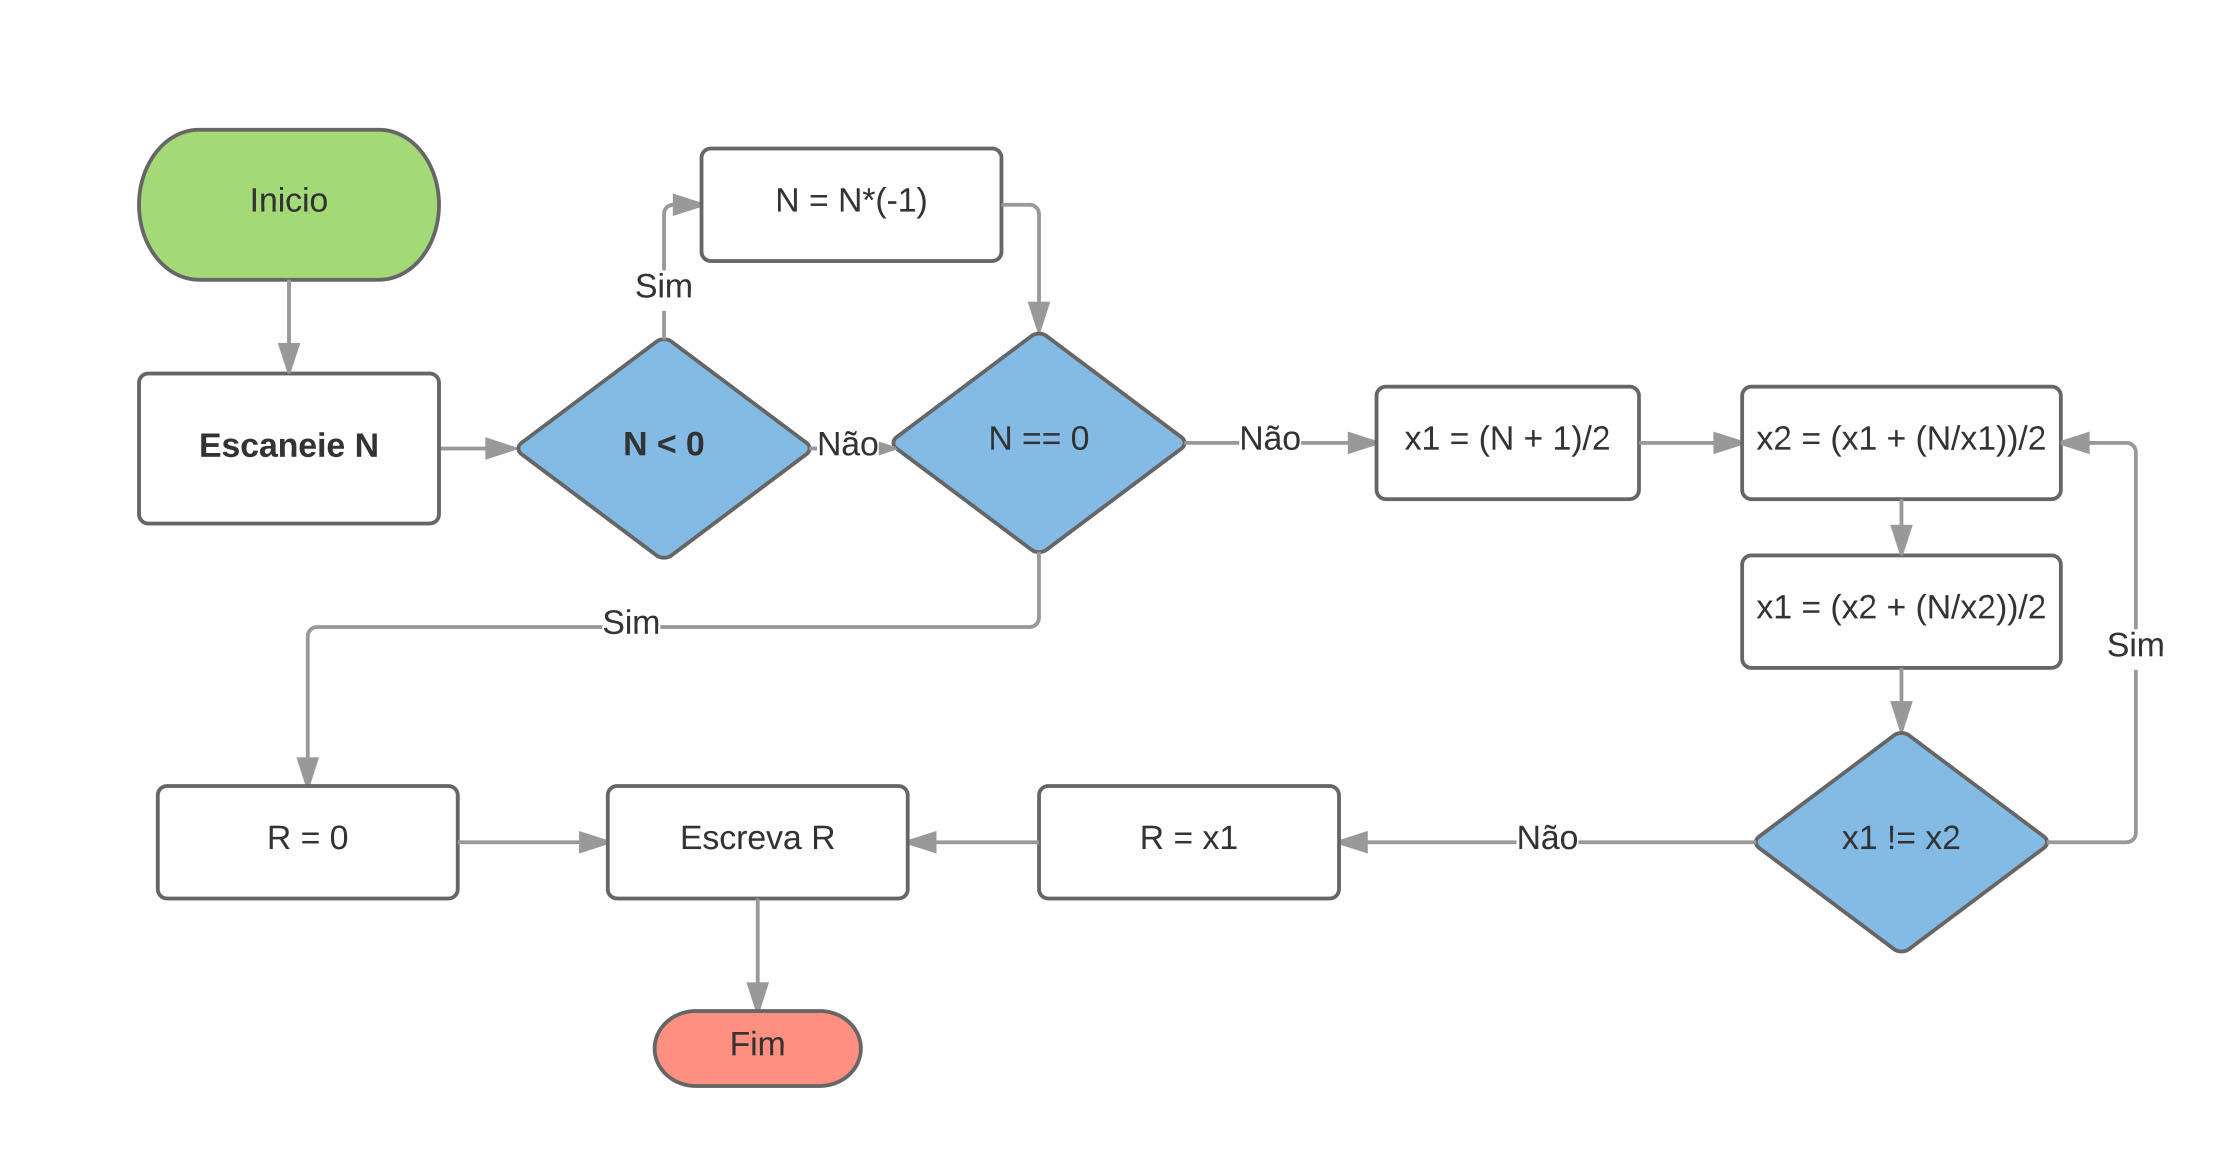 Inicio
Escaneie N
N < 0
Sim
N = N*(-1)
Não
N == 0
Não
x1 = (N + 1)/2
x2 = (x1 + (N/x1))/2
x1 = (x2 + (N/x2))/2
Sim
x1 != x2
Não
R = x1
Sim
R = 0
Escreva R
Fim